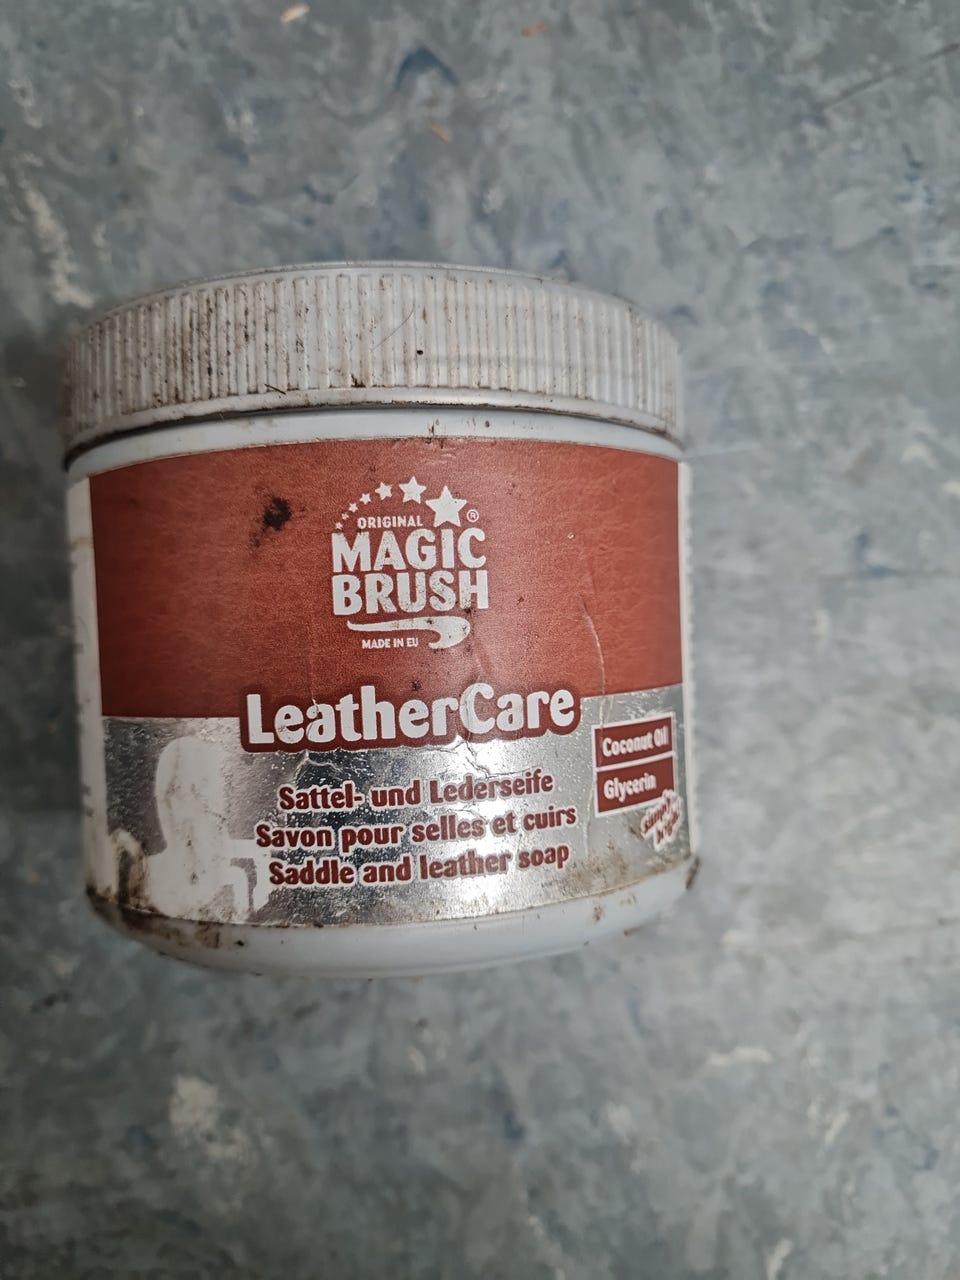 ORIGINAL
MAGIC
BRUSH
®
MADE IN EU
LeatherCare
Coconut Oil
Glycerin
Sattel- und Lederseife
Savon pour selles et cuirs
Saddle and leather soap